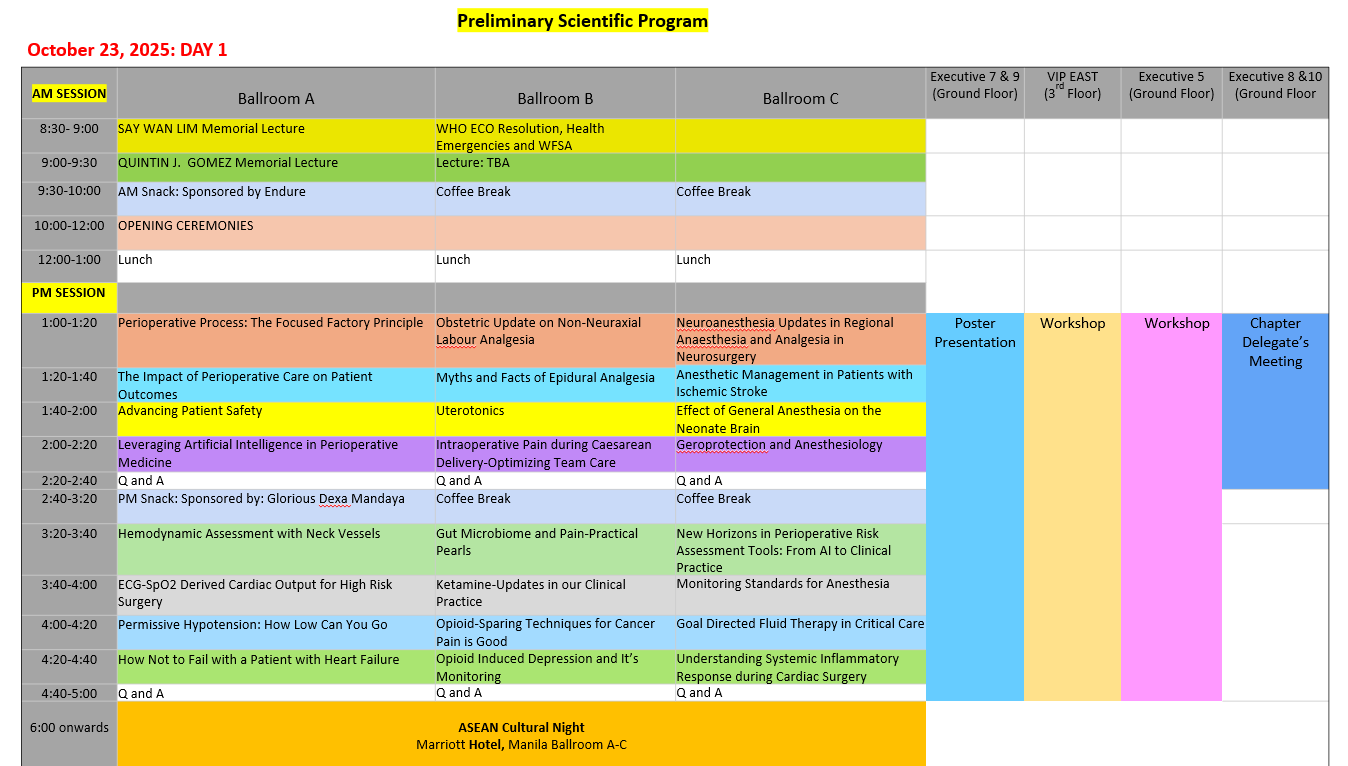 Preliminary Scientific Program
October 23, 2025: DAY 1
AM SESSION
Ballroom A
Ballroom B
Ballroom C
Executive 7 & 9
(Ground Floor)
VIP EAST
(3rd Floor)
Executive 5
(Ground Floor)
Executive 8 &10
(Ground Floor
8:30- 9:00
SAY WAN LIM Memorial Lecture
WHO ECO Resolution, Health
Emergencies and WFSA
9:00-9:30
QUINTIN J.  GOMEZ Memorial Lecture
Lecture: TBA
9:30-10:00
AM Snack: Sponsored by Endure
Coffee Break
Coffee Break
10:00-12:00
OPENING CEREMONIES
12:00-1:00
Lunch
Lunch
Lunch
PM SESSION
1:00-1:20
Perioperative Process: The Focused Factory Principle
Obstetric Update on Non-Neuraxial
Labour Analgesia
Neuroanesthesia Updates in Regional
Anaesthesia and Analgesia in
Neurosurgery
Poster
Presentation
Workshop
Workshop
Chapter
Delegate's
Meeting
1:20-1:40
The Impact of Perioperative Care on Patient
Outcomes
Myths and Facts of Epidural Analgesia
Anesthetic Management in Patients with
Ischemic Stroke
1:40-2:00
Advancing Patient Safety
Uterotonics
Effect of General Anesthesia on the
Neonate Brain
2:00-2:20
Leveraging Artificial Intelligence in Perioperative
Medicine
Intraoperative Pain during Caesarean
Delivery-Optimizing Team Care
Geroprotection and Anesthesiology
2:20-2:40
Q and A
Q and A
Q and A
2:40-3:20
PM Snack: Sponsored by: Glorious Dexa Mandaya
Coffee Break
Coffee Break
3:20-3:40
Hemodynamic Assessment with Neck Vessels
Gut Microbiome and Pain-Practical
Pearls
New Horizons in Perioperative Risk
Assessment Tools: From AI to Clinical
Practice
3:40-4:00
ECG-SpO2 Derived Cardiac Output for High Risk
Surgery
Ketamine-Updates in our Clinical
Practice
Monitoring Standards for Anesthesia
4:00-4:20
Permissive Hypotension: How Low Can You Go
Opioid-Sparing Techniques for Cancer
Pain is Good
Goal Directed Fluid Therapy in Critical Care
4:20-4:40
How Not to Fail with a Patient with Heart Failure
Opioid Induced Depression and It's
Monitoring
Understanding Systemic Inflammatory
Response during Cardiac Surgery
4:40-5:00
Q and A
Q and A
Q and A
6:00 onwards
ASEAN Cultural Night
Marriott Hotel, Manila Ballroom A-C